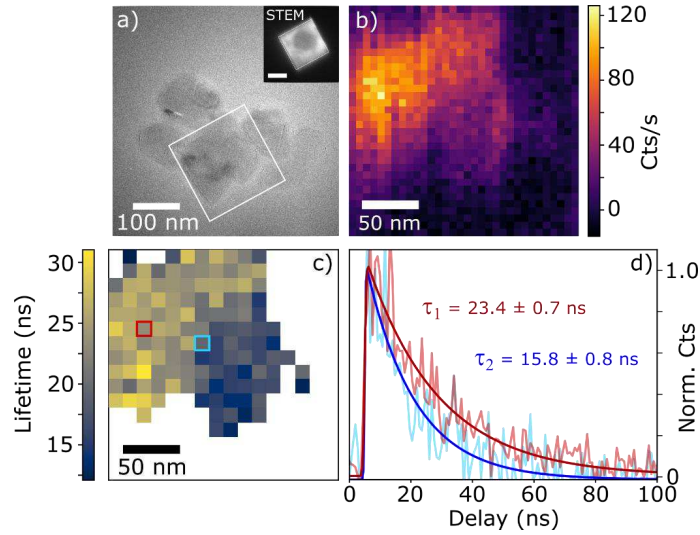 a)
STEM
100 nm
b)
50 nm
120
80
40
0
Cts/s
c)
50 nm
30
25
20
15
Lifetime (ns)
d)
τ1 = 23.4 ± 0.7 ns
τ2 = 15.8 ± 0.8 ns
1.0
0
Norm. Cts
0 20 40 60 80 100
Delay (ns)